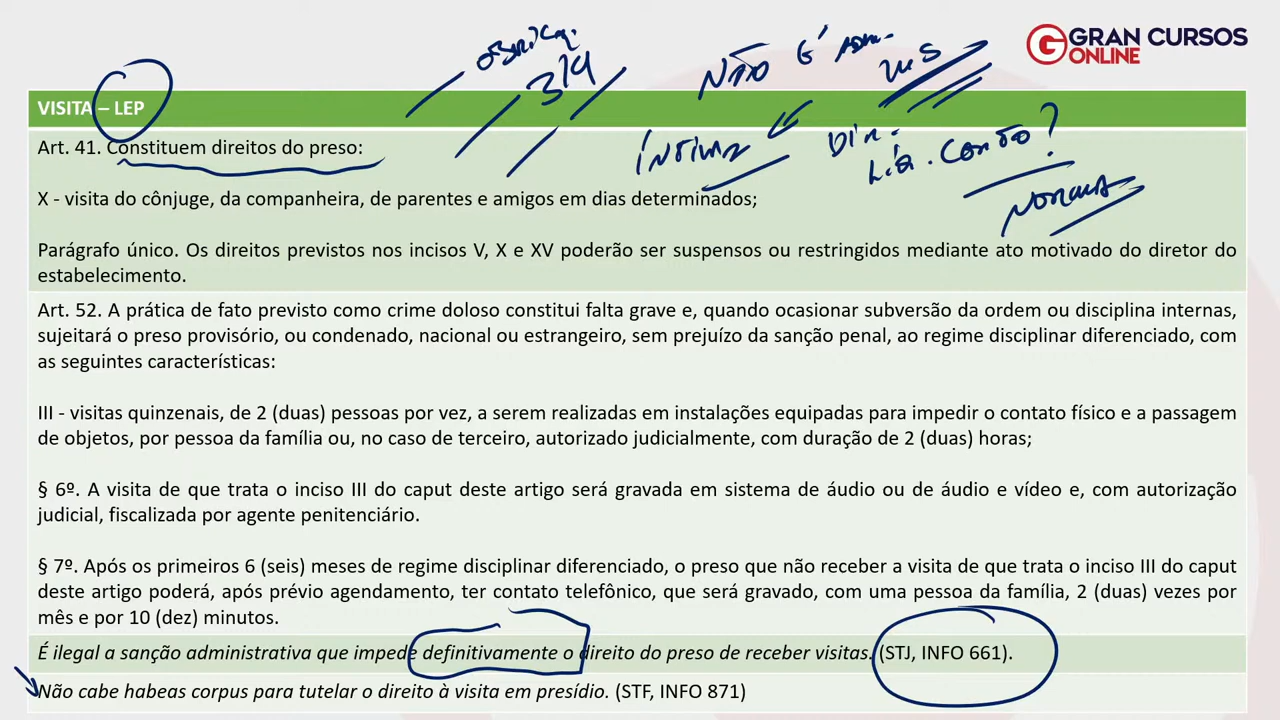 GRAN CURSOS
ONLINE
NÃO É
3/4
VISITA – LEP
ÍNTIMA
Art. 41. Constituem direitos do preso:
X - visita do cônjuge, da companheira, de parentes e amigos em dias determinados;
Parágrafo único. Os direitos previstos nos incisos V, X e XV poderão ser suspensos ou restringidos mediante ato motivado do diretor do
estabelecimento.
Art. 52. A prática de fato previsto como crime doloso constitui falta grave e, quando ocasionar subversão da ordem ou disciplina internas,
sujeitará o preso provisório, ou condenado, nacional ou estrangeiro, sem prejuízo da sanção penal, ao regime disciplinar diferenciado, com
as seguintes características:
III - visitas quinzenais, de 2 (duas) pessoas por vez, a serem realizadas em instalações equipadas para impedir o contato físico e a passagem
de objetos, por pessoa da família ou, no caso de terceiro, autorizado judicialmente, com duração de 2 (duas) horas;
§ 6º. A visita de que trata o inciso III do caput deste artigo será gravada em sistema de áudio ou de áudio e vídeo e, com autorização
judicial, fiscalizada por agente penitenciário.
§ 7º. Após os primeiros 6 (seis) meses de regime disciplinar diferenciado, o preso que não receber a visita de que trata o inciso III do caput
deste artigo poderá, após prévio agendamento, ter contato telefônico, que será gravado, com uma pessoa da família, 2 (duas) vezes por
mês e por 10 (dez) minutos.
É ilegal a sanção administrativa que impede definitivamente o direito do preso de receber visitas. (STJ, INFO 661).
Não cabe habeas corpus para tutelar o direito à visita em presídio. (STF, INFO 871)